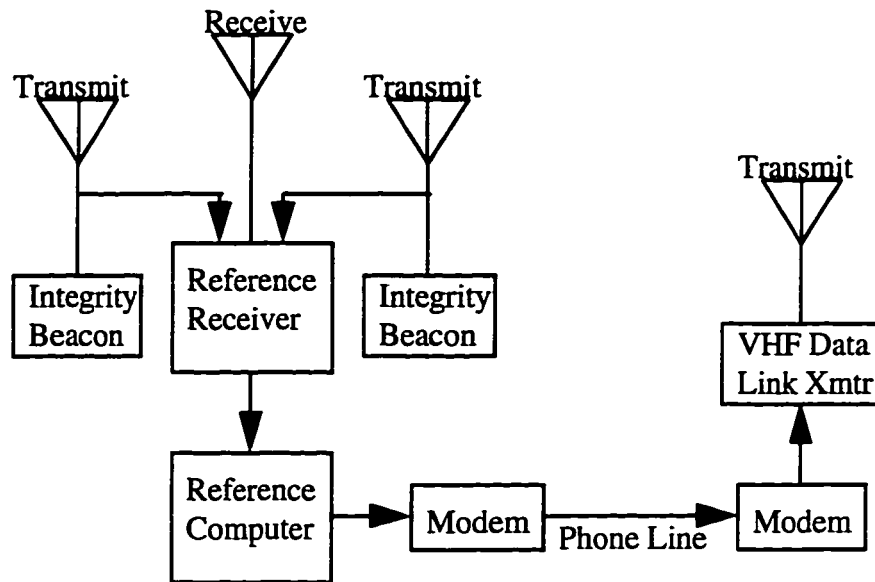 Receive
Transmit
Transmit
Transmit
Integrity
Beacon
Reference
Receiver
Integrity
Beacon
VHF Data
Link Xmtr
Reference
Computer
Modem
Phone Line
Modem